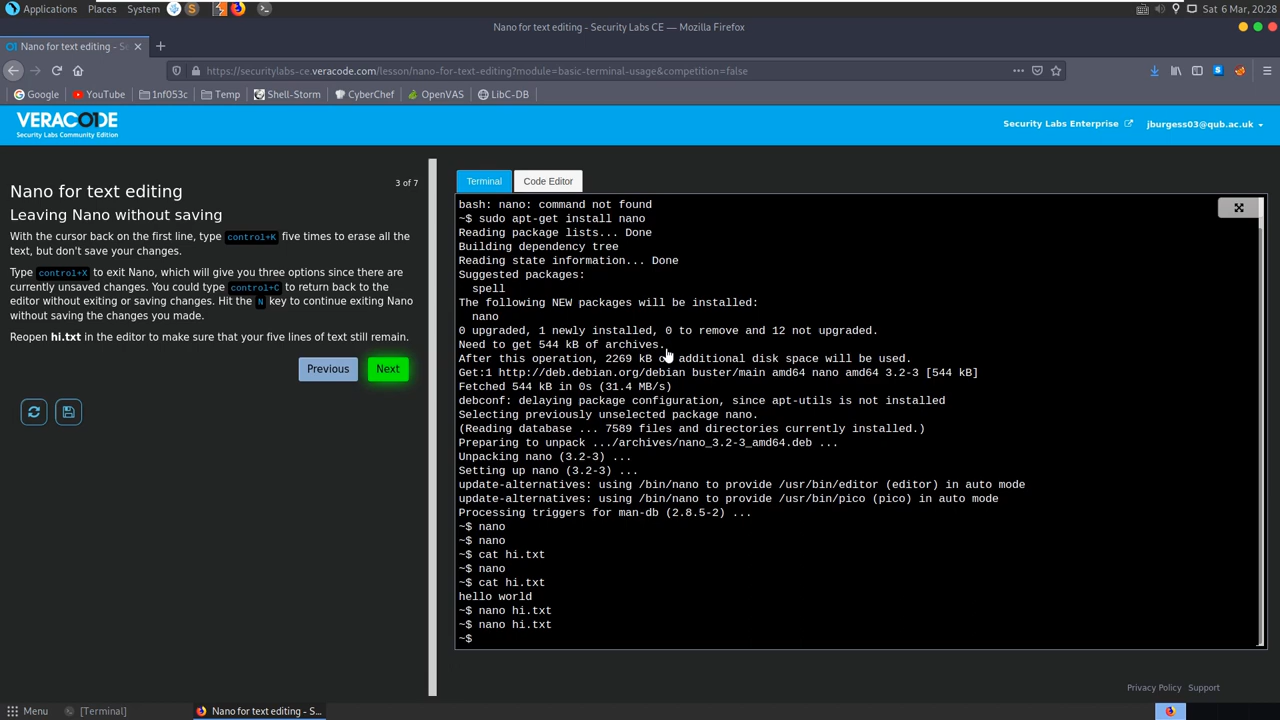 Applications Places System Sat 6 Mar, 20:28
Nano for text editing - Security Labs CE — Mozilla Firefox
Nano for text editing - S
https://securitylabs-ce.veracode.com/lesson/nano-for-text-editing?module=basic-terminal-usage&competition=false
Google YouTube 1nf053c Temp Shell-Storm CyberChef OpenVAS LibC-DB
VERACODE
Security Labs Community Edition
Security Labs Enterprise jburgess03@qub.ac.uk
3 of 7
Nano for text editing
Leaving Nano without saving
With the cursor back on the first line, type control+K five times to erase all the
text, but don't save your changes.
Type control+X to exit Nano, which will give you three options since there are
currently unsaved changes. You could type control+C to return back to the
editor without exiting or saving changes. Hit the N key to continue exiting Nano
without saving the changes you made.
Reopen hi.txt in the editor to make sure that your five lines of text still remain.
Previous Next
Terminal Code Editor
bash: nano: command not found
~$ sudo apt-get install nano
Reading package lists... Done
Building dependency tree
Reading state information... Done
Suggested packages:
spell
The following NEW packages will be installed:
nano
0 upgraded, 1 newly installed, 0 to remove and 12 not upgraded.
Need to get 544 kB of archives.
After this operation, 2269 kB additional disk space will be used.
Get:1 http://deb.debian.org/debian buster/main amd64 nano amd64 3.2-3 [544 kB]
Fetched 544 kB in 0s (31.4 MB/s)
debconf: delaying package configuration, since apt-utils is not installed
Selecting previously unselected package nano.
(Reading database ... 7589 files and directories currently installed.)
Preparing to unpack .../archives/nano_3.2-3_amd64.deb ...
Unpacking nano (3.2-3) ...
Setting up nano (3.2-3) ...
update-alternatives: using /bin/nano to provide /usr/bin/editor (editor) in auto mode
update-alternatives: using /bin/nano to provide /usr/bin/pico (pico) in auto mode
Processing triggers for man-db (2.8.5-2) ...
~$ nano
~$ nano
~$ cat hi.txt
~$ nano
~$ cat hi.txt
hello world
~$ nano hi.txt
~$ nano hi.txt
~$
Privacy Policy Support
Menu [Terminal] Nano for text editing - S...